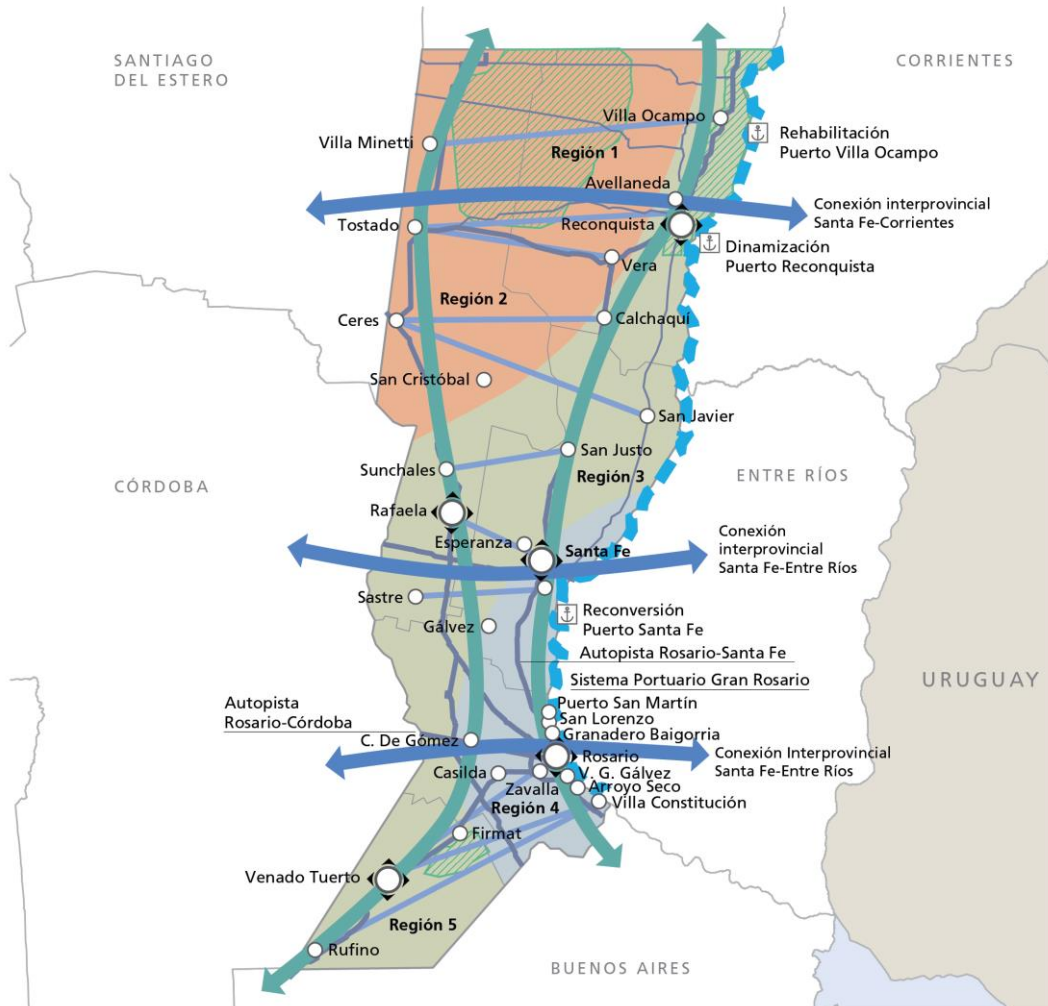 SANTIAGO
DEL ESTERO
CORRIENTES
Villa Ocampo
Rehabilitación
Puerto Villa Ocampo
Villa Minetti
Región 1
Avellaneda
Conexión interprovincial
Santa Fe-Corrientes
Tostado
Reconquista
Dinamización
Puerto Reconquista
Vera
Región 2
Ceres
Calchaquí
San Cristóbal
San Javier
San Justo
Sunchales
Región 3
ENTRE RÍOS
CÓRDOBA
Rafaela
Esperanza
Santa Fe
Conexión
interprovincial
Santa Fe-Entre Ríos
Sastre
Reconversión
Puerto Santa Fe
Gálvez
Autopista Rosario-Santa Fe
Sistema Portuario Gran Rosario
URUGUAY
Puerto San Martín
San Lorenzo
Granadero Baigorria
Autopista
Rosario-Córdoba
C. De Gómez
Rosario
Conexión Interprovincial
Santa Fe-Entre Ríos
Casilda
V. G. Gálvez
Zavalla
Arroyo Seco
Villa Constitución
Región 4
Firmat
Venado Tuerto
Región 5
Rufino
BUENOS AIRES